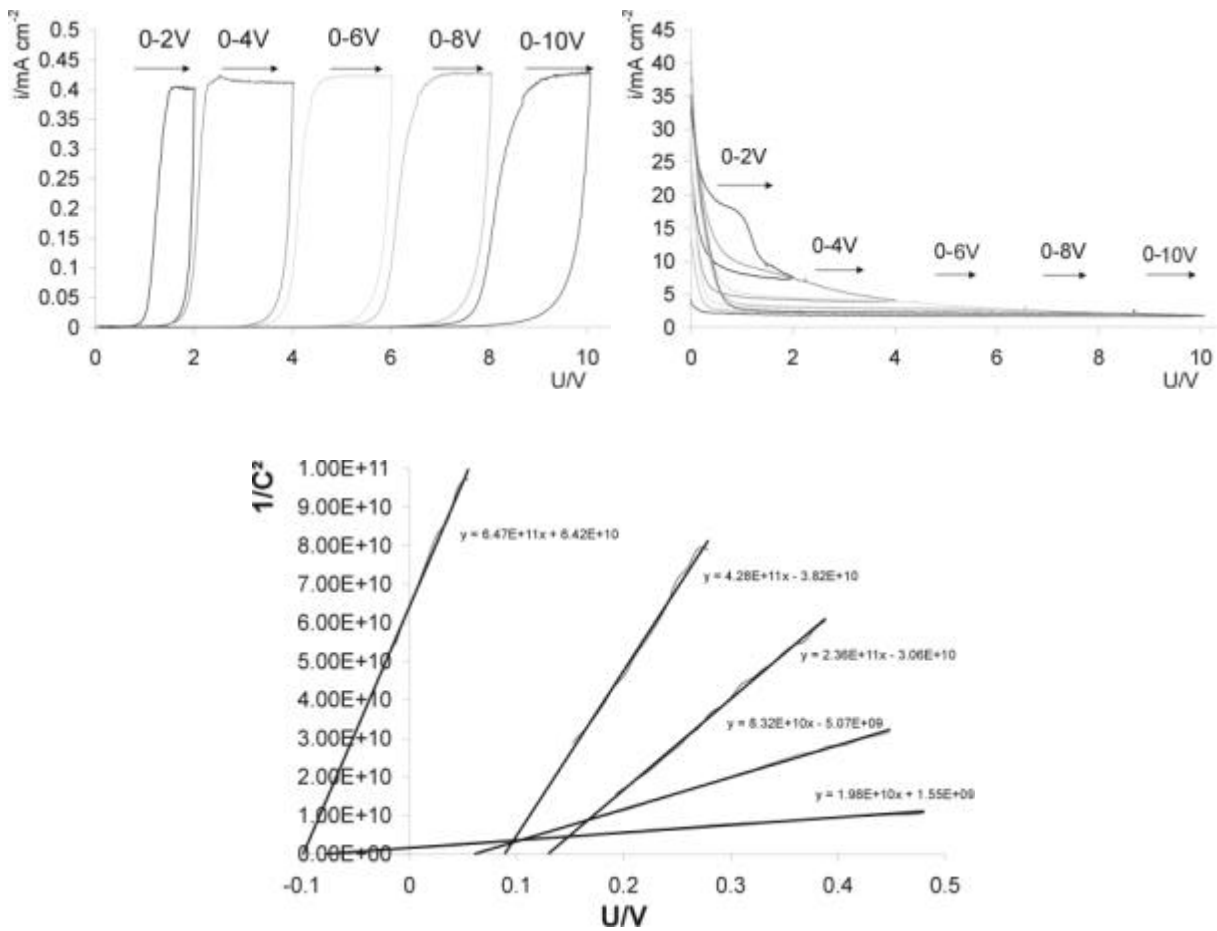 0.5
0.45
0.4
0.35
0.3
0.25
0.2
0.15
0.1
0.05
0
i/mA cm⁻²
0-2V 0-4V 0-6V 0-8V 0-10V
0 2 4 6 8 10
U/V
45
40
35
30
25
20
15
10
5
0
i/mA cm⁻²
0-2V
0-4V 0-6V 0-8V 0-10V
0 2 4 6 8 10
U/V
1/C²
1.00E+11
9.00E+10
8.00E+10
7.00E+10
6.00E+10
5.00E+10
4.00E+10
3.00E+10
2.00E+10
1.00E+10
0.00E+00
y = 6.47E+11x + 6.42E+10
y = 4.28E+11x - 3.82E+10
y = 2.36E+11x - 3.06E+10
y = 8.32E+10x - 5.07E+09
y = 1.98E+10x + 1.55E+09
-0.1 0 0.1 0.2 0.3 0.4 0.5
U/V